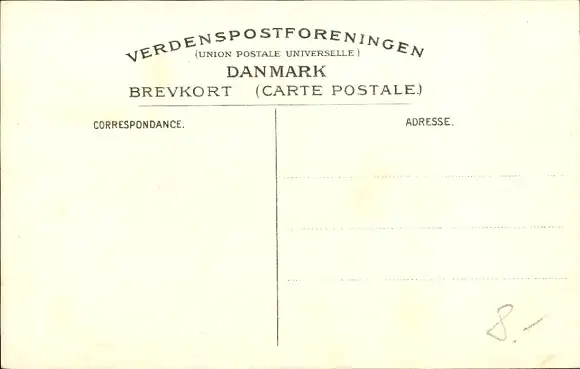 VERDENSPOSTFORENINGEN
(UNION POSTALE UNIVERSELLE)
DANMARK
BREVKORT (CARTE POSTALE.)
CORRESPONDANCE.
ADRESSE.
8.-